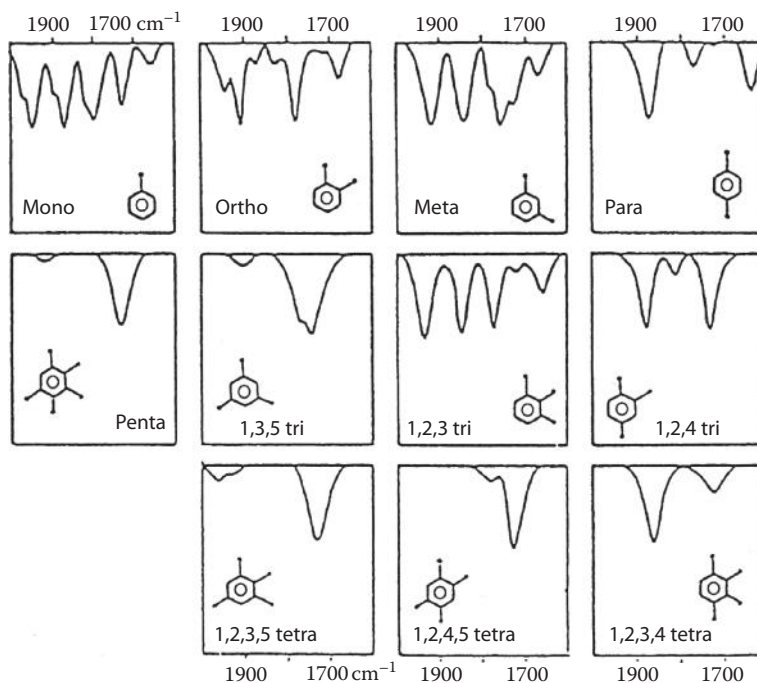 1900 1700 cm⁻¹
1900 1700
1900 1700
1900 1700
Mono
Ortho
Meta
Para
Penta
1,3,5 tri
1,2,3 tri
1,2,4 tri
1,2,3,5 tetra
1,2,4,5 tetra
1,2,3,4 tetra
1900 1700 cm⁻¹
1900 1700
1900 1700